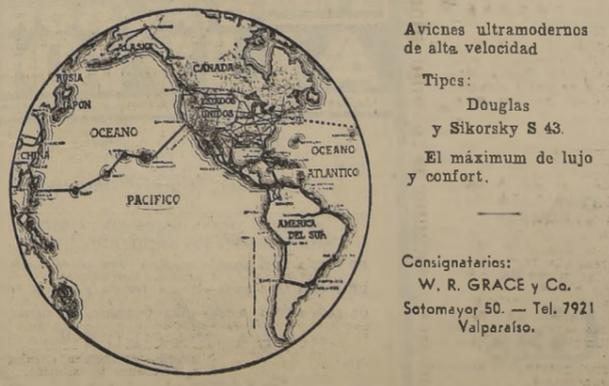 ALASKA
CANADA
RUSIA
JAPON
CHINA
ESTADOS
UNIDOS
OCEANO
PACIFICO
OCEANO
ATLANTICO
AMERICA
DEL SUR
Aviones ultramodernos
de alta velocidad
Tipos:
Douglas
y Sikorsky S 43.
El máximum de lujo
y confort.
Consignatarios:
W. R. GRACE y Co.
Sotomayor 50. — Tel. 7921
Valparaíso.